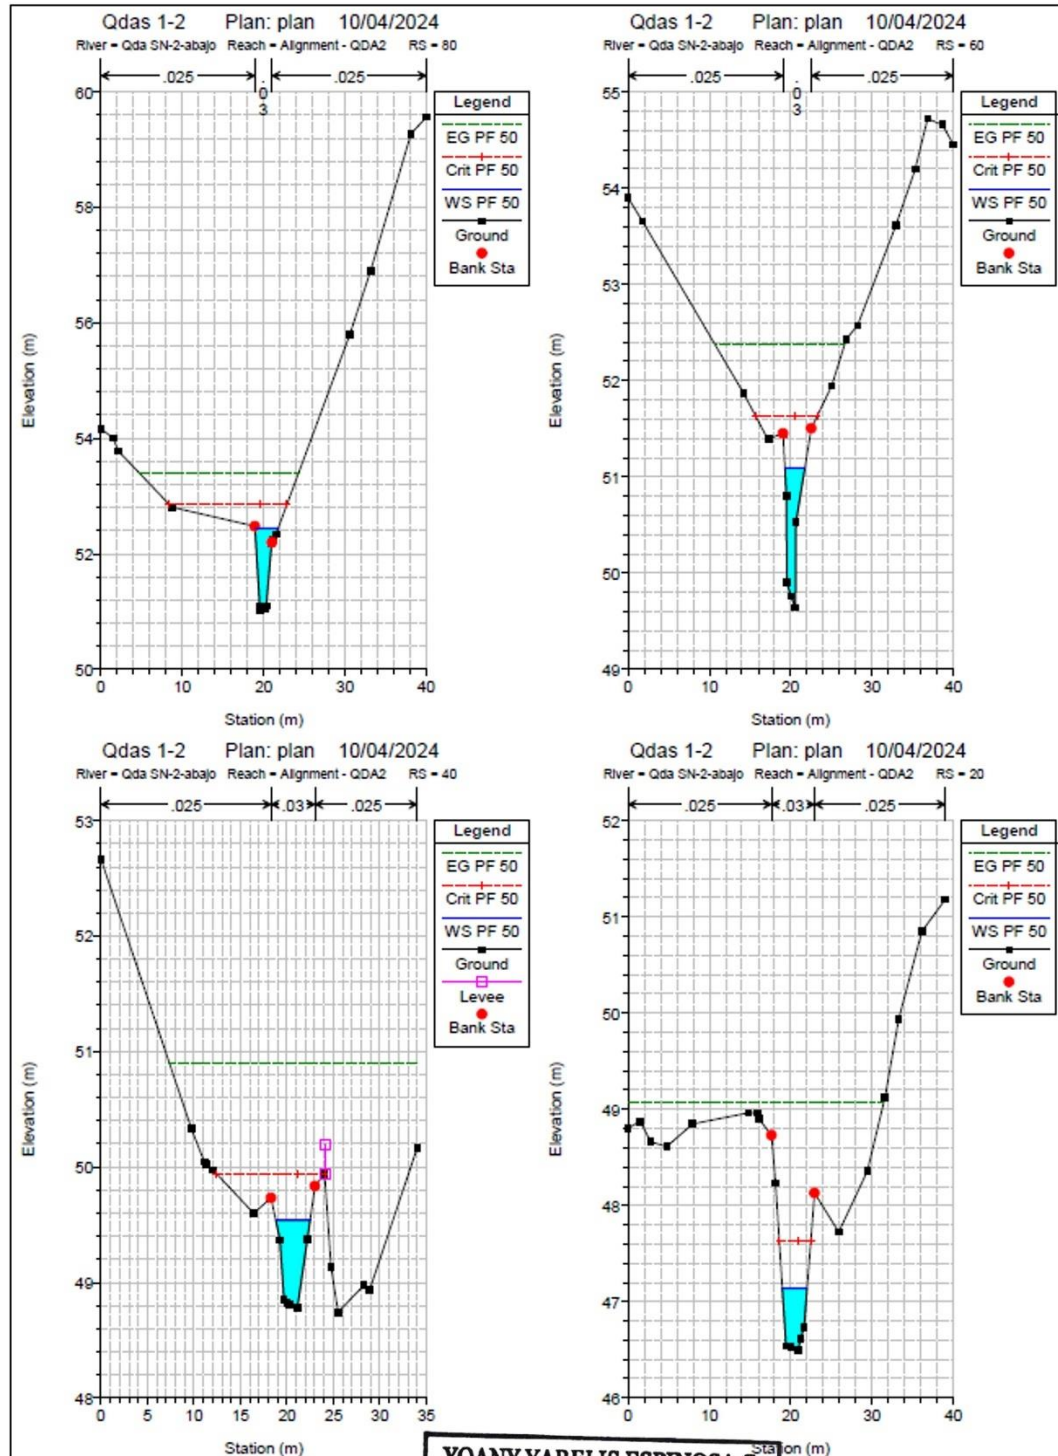 Qdas 1-2 Plan: plan 10/04/2024
River = Qda SN-2-abajo Reach = Alignment - QDA2 RS = 80
.025 .03 .025
Legend
EG PF 50
Crit PF 50
WS PF 50
Ground
Bank Sta
60
58
56
54
52
50
Elevation (m)
0 10 20 30 40
Station (m)
Qdas 1-2 Plan: plan 10/04/2024
River = Qda SN-2-abajo Reach = Alignment - QDA2 RS = 60
.025 .03 .025
Legend
EG PF 50
Crit PF 50
WS PF 50
Ground
Bank Sta
55
54
53
52
51
50
49
Elevation (m)
0 10 20 30 40
Station (m)
Qdas 1-2 Plan: plan 10/04/2024
River = Qda SN-2-abajo Reach = Alignment - QDA2 RS = 40
.025 .03 .025
Legend
EG PF 50
Crit PF 50
WS PF 50
Ground
Levee
Bank Sta
53
52
51
50
49
48
Elevation (m)
0 5 10 15 20 25 30 35
Station (m)
Qdas 1-2 Plan: plan 10/04/2024
River = Qda SN-2-abajo Reach = Alignment - QDA2 RS = 20
.025 .03 .025
Legend
EG PF 50
Crit PF 50
WS PF 50
Ground
Bank Sta
52
51
50
49
48
47
46
Elevation (m)
0 10 20 30 40
Station (m)